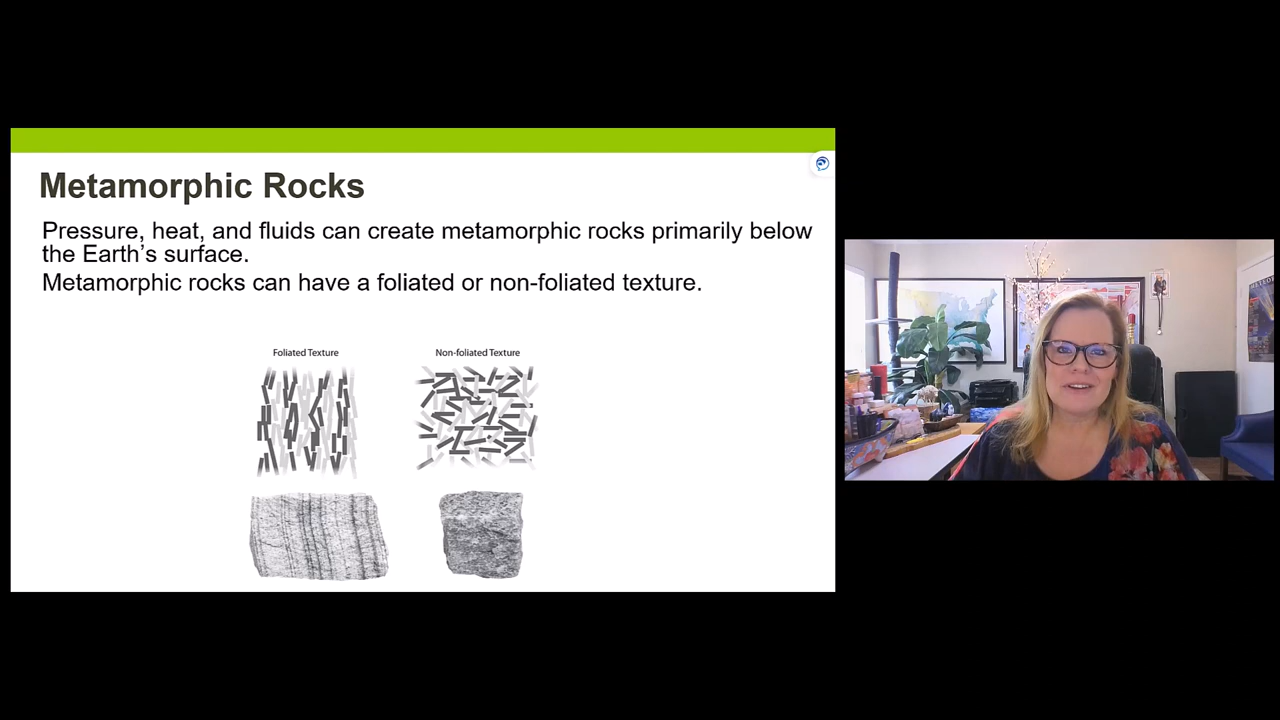 Metamorphic Rocks
Pressure, heat, and fluids can create metamorphic rocks primarily below
the Earth’s surface.
Metamorphic rocks can have a foliated or non-foliated texture.
Foliated Texture
Non-foliated Texture